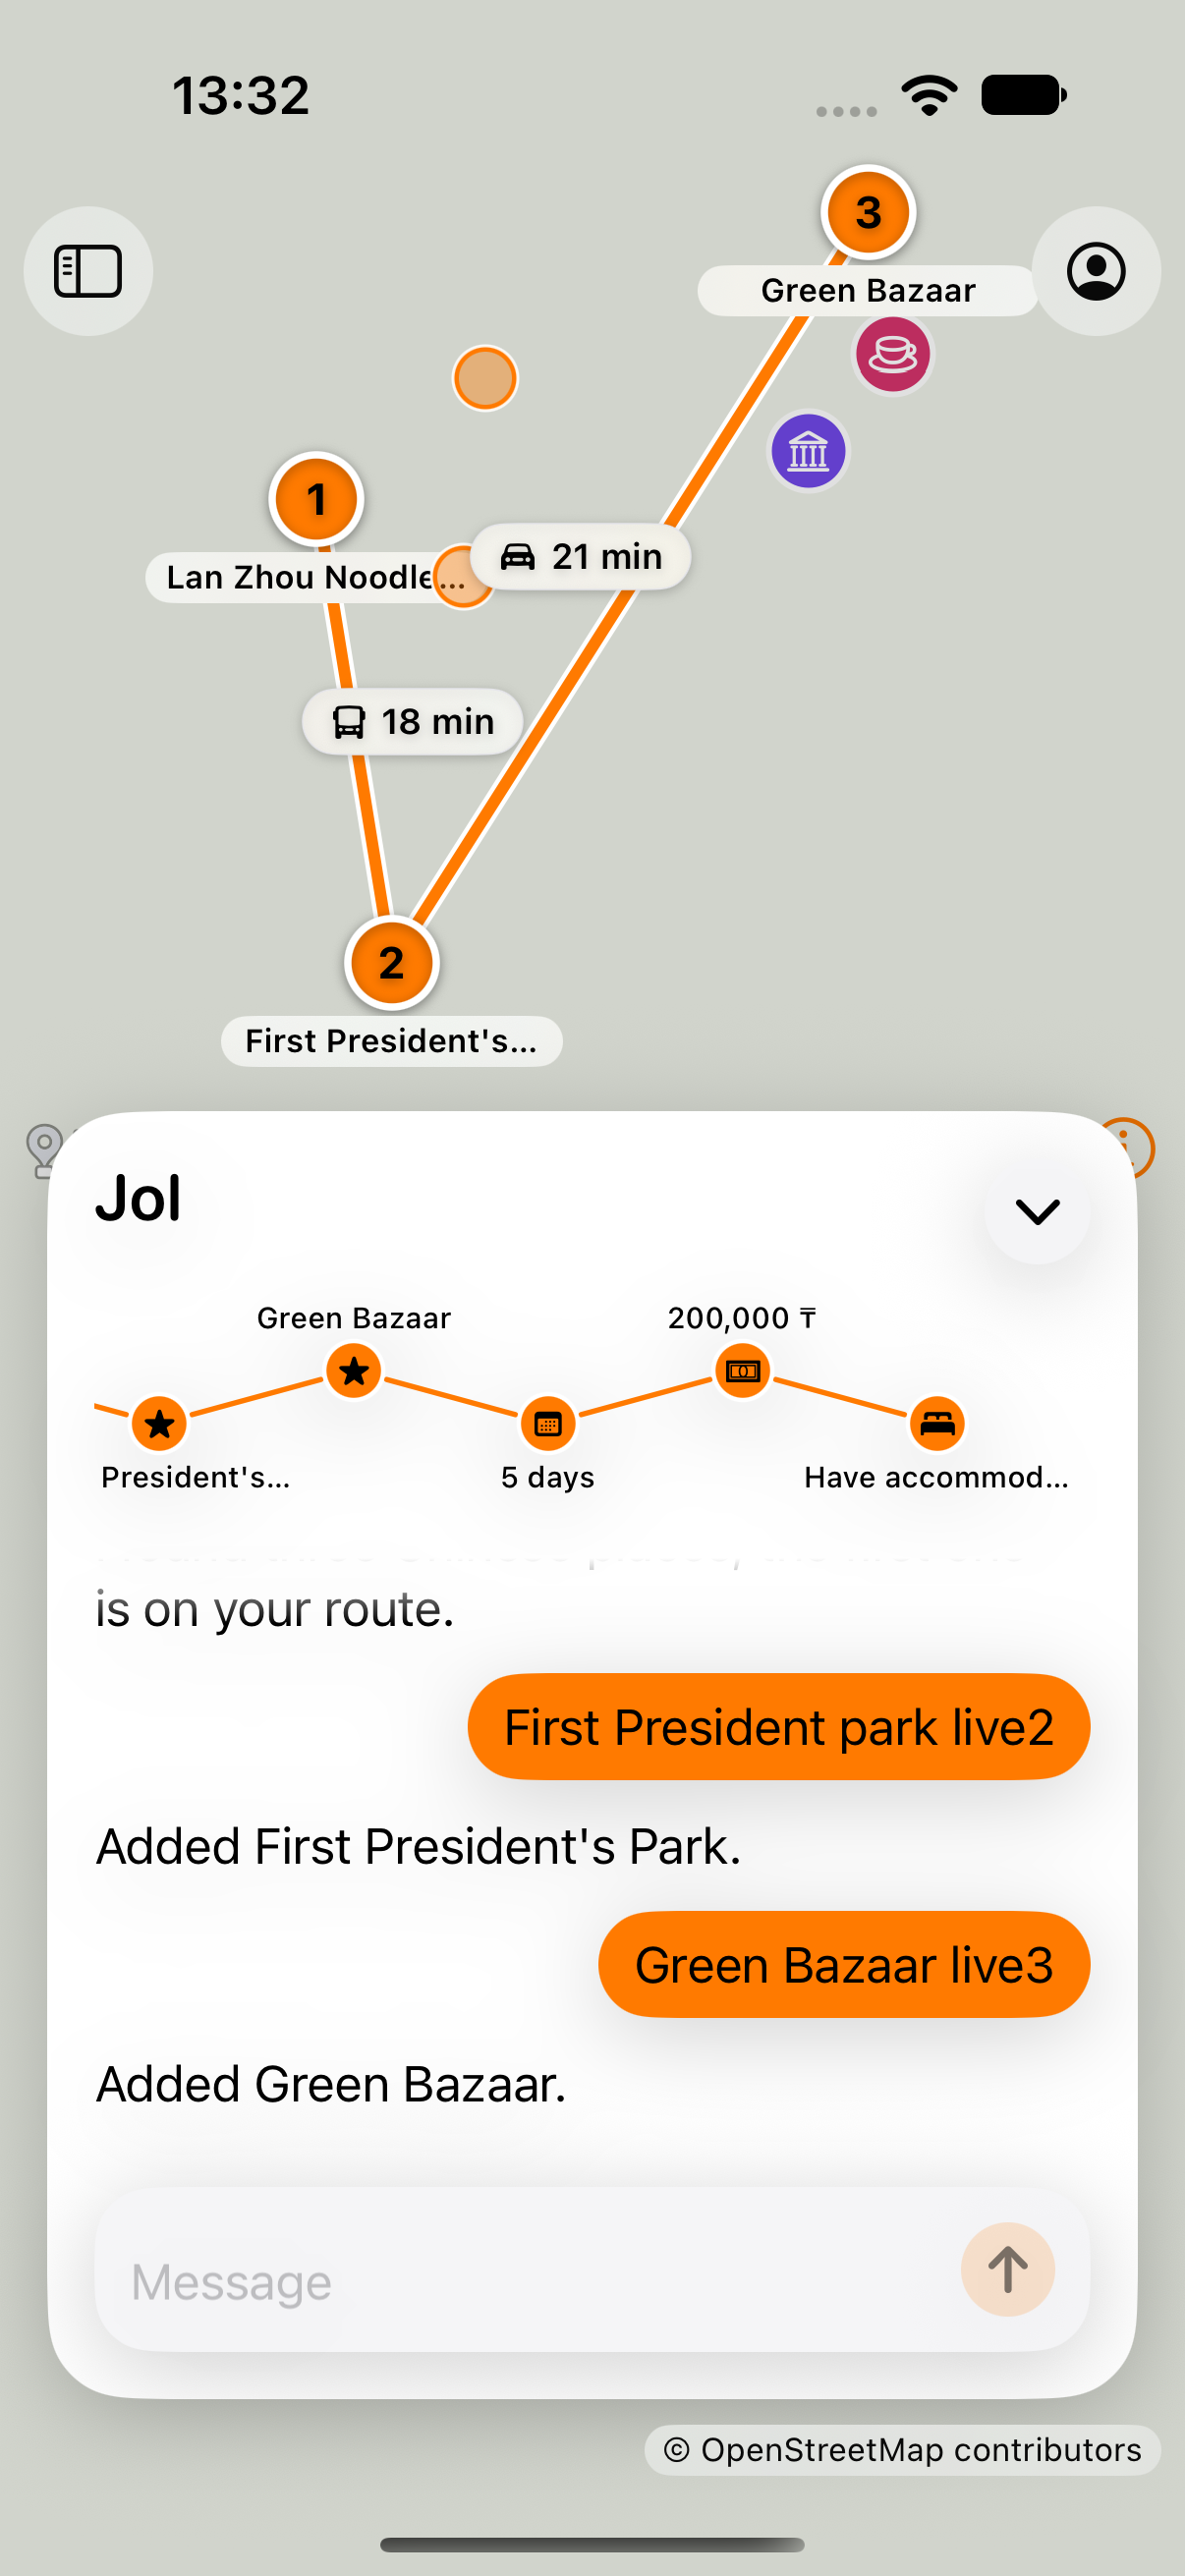 13:32
3
Green Bazaar
1
Lan Zhou Noodle...
21 min
18 min
2
First President's...
Jol
Green Bazaar
200,000 ₸
President's...
5 days
Have accommod...
is on your route.
First President park live2
Added First President's Park.
Green Bazaar live3
Added Green Bazaar.
Message
© OpenStreetMap contributors